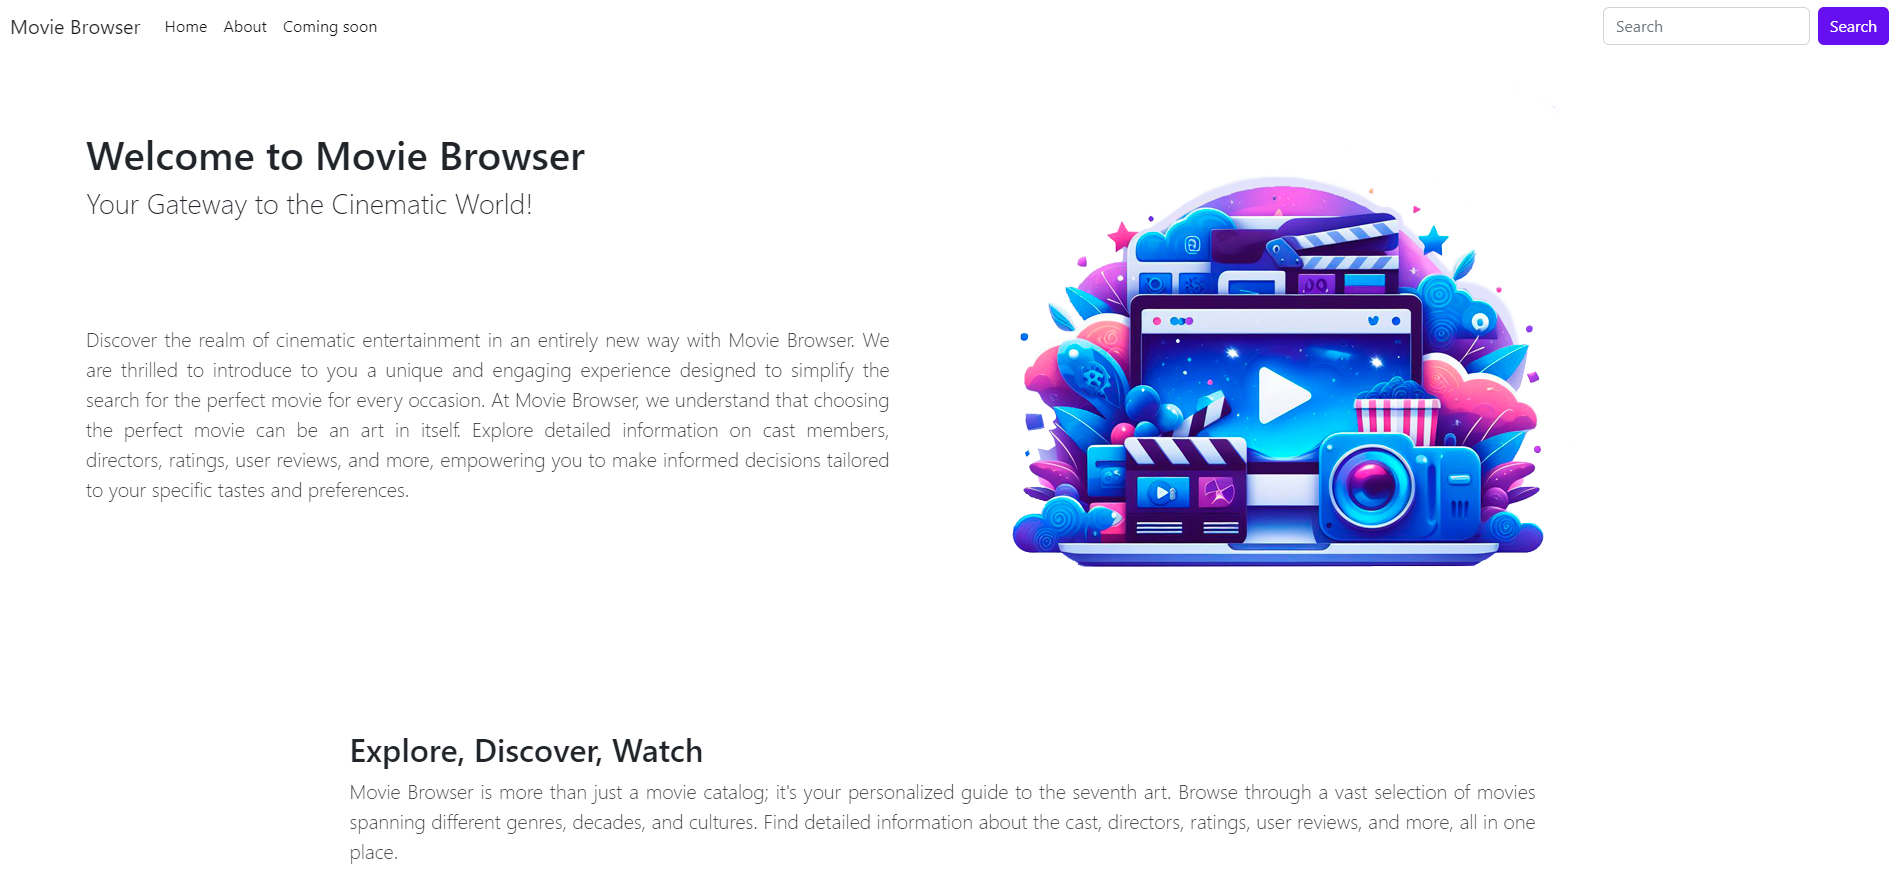 Movie Browser Home About Coming soon Search Search
Welcome to Movie Browser
Your Gateway to the Cinematic World!
Discover the realm of cinematic entertainment in an entirely new way with Movie Browser. We
are thrilled to introduce to you a unique and engaging experience designed to simplify the
search for the perfect movie for every occasion. At Movie Browser, we understand that choosing
the perfect movie can be an art in itself. Explore detailed information on cast members,
directors, ratings, user reviews, and more, empowering you to make informed decisions tailored
to your specific tastes and preferences.
Explore, Discover, Watch
Movie Browser is more than just a movie catalog; it's your personalized guide to the seventh art. Browse through a vast selection of movies
spanning different genres, decades, and cultures. Find detailed information about the cast, directors, ratings, user reviews, and more, all in one
place.